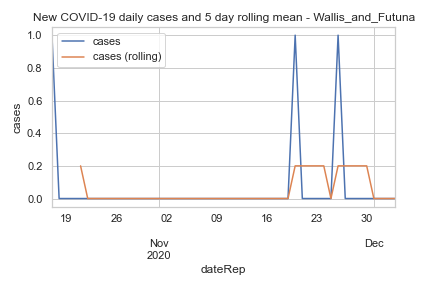 New COVID-19 daily cases and 5 day rolling mean - Wallis_and_Futuna
cases
cases (rolling)
cases
1.0
0.8
0.6
0.4
0.2
0.0
19 26 02 09 16 23 30
Nov Dec
2020
dateRep